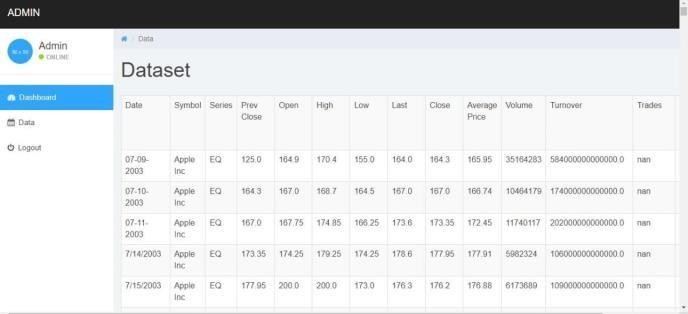 ADMIN
Admin
ONLINE
Dashboard
Data
Logout
Data
Dataset
Date Symbol Series Prev Close Open High Low Last Close Average Price Volume Turnover Trades
07-09-2003 Apple Inc EQ 125.0 164.9 170.4 155.0 164.0 164.3 165.95 35164283 584000000000000.0 nan
07-10-2003 Apple Inc EQ 164.3 167.0 168.7 164.5 167.0 167.0 166.74 10464179 174000000000000.0 nan
07-11-2003 Apple Inc EQ 167.0 167.75 174.85 166.25 173.6 173.35 172.45 11740117 202000000000000.0 nan
7/14/2003 Apple Inc EQ 173.35 174.25 179.25 174.25 178.6 177.95 177.91 5982324 106000000000000.0 nan
7/15/2003 Apple Inc EQ 177.95 200.0 200.0 173.0 176.3 176.2 176.88 6173689 109000000000000.0 nan